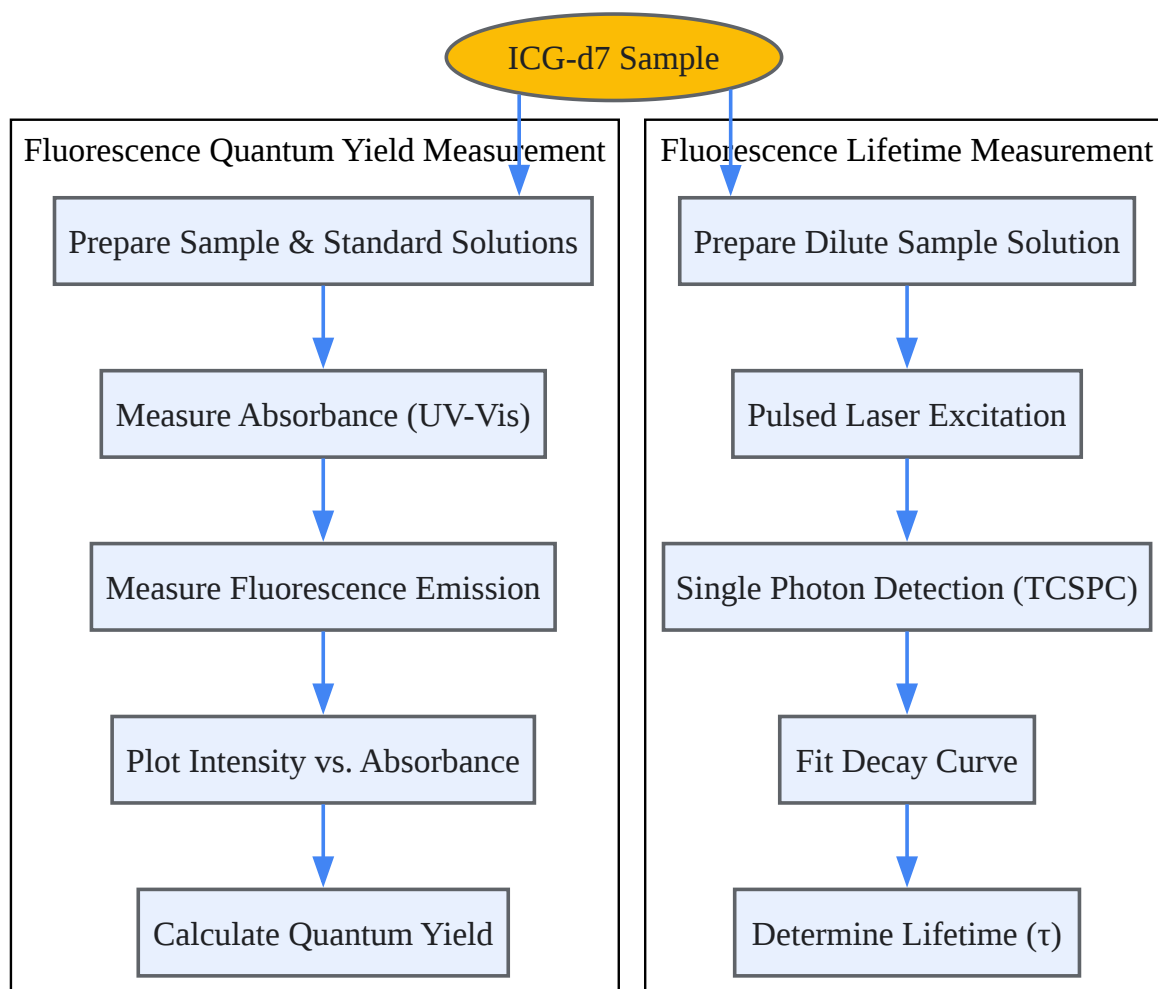 ICG-d7 Sample
Fluorescence Quantum Yield Measurement
Prepare Sample & Standard Solutions
Measure Absorbance (UV-Vis)
Measure Fluorescence Emission
Plot Intensity vs. Absorbance
Calculate Quantum Yield
Fluorescence Lifetime Measurement
Prepare Dilute Sample Solution
Pulsed Laser Excitation
Single Photon Detection (TCSPC)
Fit Decay Curve
Determine Lifetime (τ)